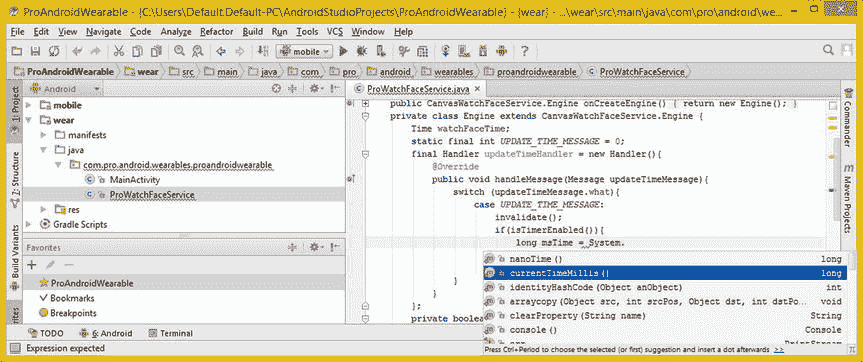 ProAndroidWearable - [C:\Users\Default.Default-PC\AndroidStudioProjects\ProAndroidWearable] - [wear] - ...\wear\src\main\java\com\pro\android\we...
File Edit View Navigate Code Analyze Refactor Build Run Tools VCS Window Help
mobile
ProAndroidWearable wear src main java com pro android wearables proandroidwearable ProWatchFaceService
1: Project
7: Structure
Build Variants
Android
mobile
wear
manifests
java
com.pro.android.wearables.proandroidwearable
MainActivity
ProWatchFaceService
res
Gradle Scripts
Favorites
ProAndroidWearable
Bookmarks
Breakpoints
ProWatchFaceService.java
public CanvasWatchFaceService.Engine onCreateEngine() { return new Engine(); }
private class Engine extends CanvasWatchFaceService.Engine {
Time watchFaceTime;
static final int UPDATE_TIME_MESSAGE = 0;
final Handler updateTimeHandler = new Handler(){
@Override
public void handleMessage(Message updateTimeMessage){
switch (updateTimeMessage.what){
case UPDATE_TIME_MESSAGE:
invalidate();
if(isTimerEnabled()){
long msTime = System.
}
}
}
};
private boolea
nanoTime() long
currentTimeMillis() long
identityHashCode(Object anObject) int
arraycopy(Object src, int srcPos, Object dst, int dstPo... void
clearProperty(String name) String
console() Console
Press Ctrl+Period to choose the selected (or first) suggestion and insert a dot afterwards >>
Commander
Maven Projects
TODO 6: Android Terminal
Expression expected